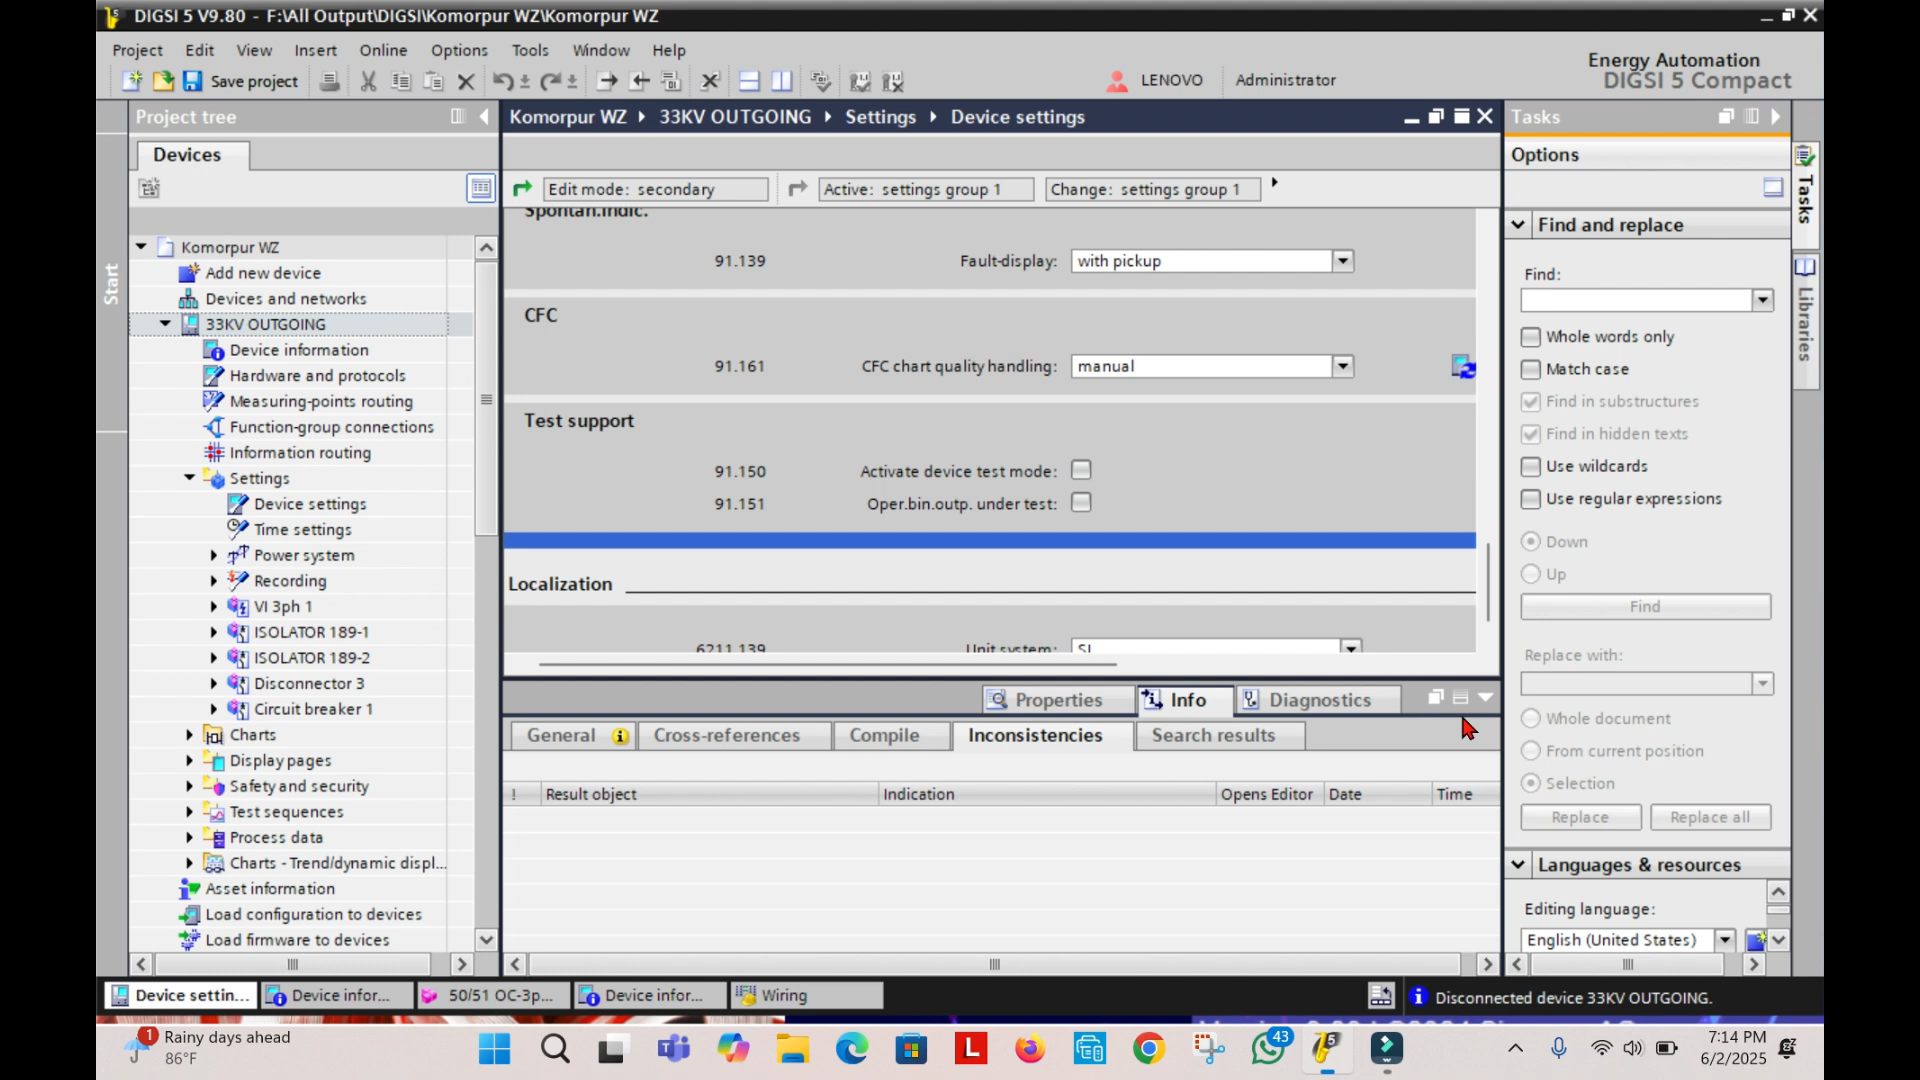 DIGSI 5 V9.80 - F:\All Output\DIGSI\Komorpur WZ\Komorpur WZ
Project Edit View Insert Online Options Tools Window Help
Energy Automation
DIGSI 5 Compact
Save project
LENOVO Administrator
Project tree
Komorpur WZ 33KV OUTGOING Settings Device settings
Tasks
Devices
Options
Edit mode: secondary
Active: settings group 1
Change: settings group 1
Start
Komorpur WZ
Add new device
Devices and networks
33KV OUTGOING
Device information
Hardware and protocols
Measuring-points routing
Function-group connections
Information routing
Settings
Device settings
Time settings
Power system
Recording
VI 3ph 1
ISOLATOR 189-1
ISOLATOR 189-2
Disconnector 3
Circuit breaker 1
Charts
Display pages
Safety and security
Test sequences
Process data
Charts - Trend/dynamic displ...
Asset information
Load configuration to devices
Load firmware to devices
Spontan.indic.
91.139 Fault-display: with pickup
CFC
91.161 CFC chart quality handling: manual
Test support
91.150 Activate device test mode:
91.151 Oper.bin.outp. under test:
Localization
6211.139 Unit system: SI
Properties Info Diagnostics
General Cross-references Compile Inconsistencies Search results
! Result object Indication Opens Editor Date Time
Find and replace
Find:
Whole words only
Match case
Find in substructures
Find in hidden texts
Use wildcards
Use regular expressions
Down
Up
Find
Replace with:
Whole document
From current position
Selection
Replace Replace all
Languages & resources
Editing language:
English (United States)
Tasks
Libraries
Device settin... Device infor... 50/51 OC-3p... Device infor... Wiring
Disconnected device 33KV OUTGOING.
1
Rainy days ahead
86°F
L
43
5
7:14 PM
6/2/2025